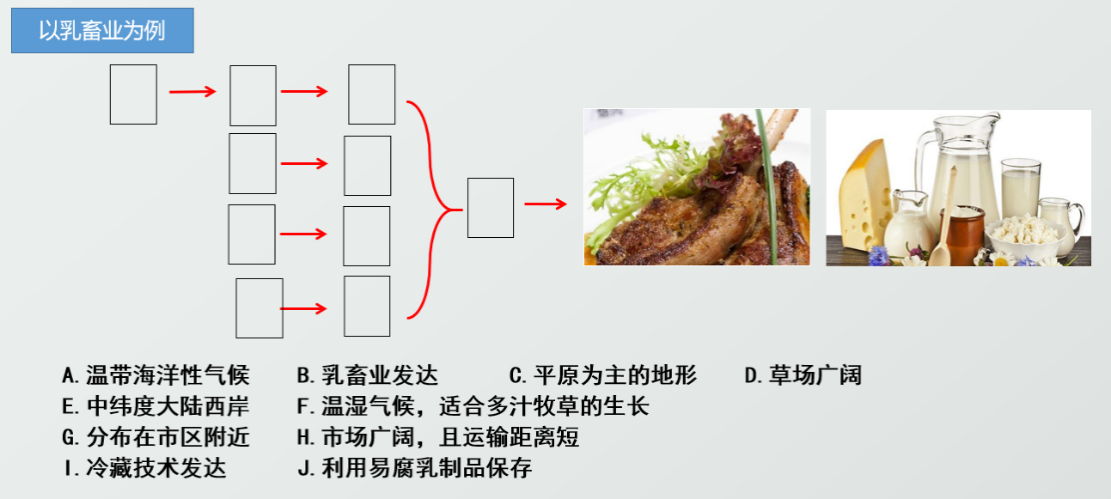 以乳畜业为例
A.温带海洋性气候 B.乳畜业发达 C.平原为主的地形 D.草场广阔
E.中纬度大陆西岸 F.温湿气候，适合多汁牧草的生长
G.分布在市区附近 H.市场广阔，且运输距离短
I.冷藏技术发达 J.利用易腐乳制品保存